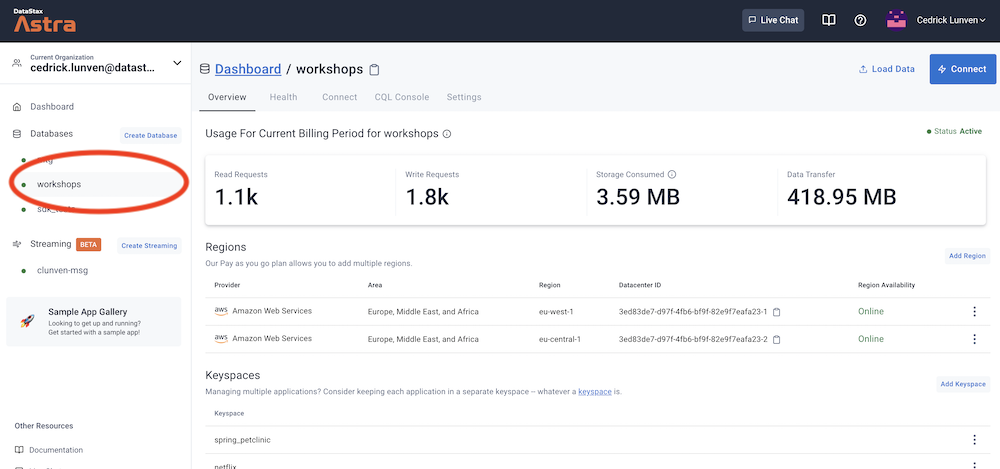 DataStax
Astra
Live Chat
Cedrick Lunven
Current Organization
cedrick.lunven@datast...
Dashboard / workshops
Load Data
Connect
Dashboard
Databases
Create Database
workshops
Streaming BETA
Create Streaming
clunven-msg
Sample App Gallery
Looking to get up and running?
Get started with a sample app!
Other Resources
Documentation
Overview Health Connect CQL Console Settings
Usage For Current Billing Period for workshops
Status Active
Read Requests
1.1k
Write Requests
1.8k
Storage Consumed
3.59 MB
Data Transfer
418.95 MB
Regions
Our Pay as you go plan allows you to add multiple regions.
Add Region
Provider Area Region Datacenter ID Region Availability
aws Amazon Web Services Europe, Middle East, and Africa eu-west-1 3ed83de7-d97f-4fb6-bf9f-82e9f7eafa23-1 Online
aws Amazon Web Services Europe, Middle East, and Africa eu-central-1 3ed83de7-d97f-4fb6-bf9f-82e9f7eafa23-2 Online
Keyspaces
Managing multiple applications? Consider keeping each application in a separate keyspace – whatever a keyspace is.
Add Keyspace
Keyspace
spring_petclinic
netflix